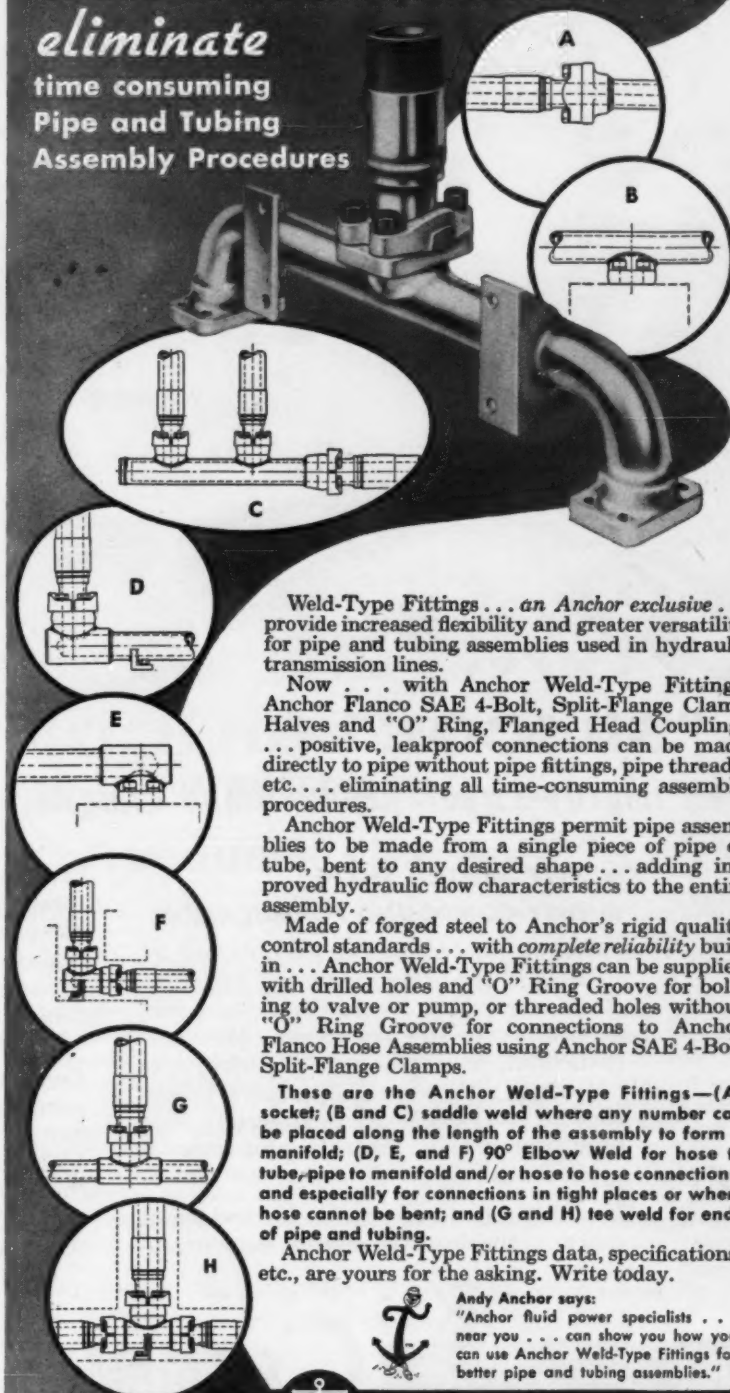 eliminate
time consuming
Pipe and Tubing
Assembly Procedures
A
B
C
D
E
F
G
H
Weld-Type Fittings . . . an Anchor exclusive .
provide increased flexibility and greater versatili
for pipe and tubing assemblies used in hydraul
transmission lines.
Now . . . with Anchor Weld-Type Fitting
Anchor Flanco SAE 4-Bolt, Split-Flange Clam
Halves and "O" Ring, Flanged Head Couplin
. . . positive, leakproof connections can be mad
directly to pipe without pipe fittings, pipe thread
etc. . . . eliminating all time-consuming assemb
procedures.
Anchor Weld-Type Fittings permit pipe assem
blies to be made from a single piece of pipe o
tube, bent to any desired shape . . . adding im
proved hydraulic flow characteristics to the entir
assembly.
Made of forged steel to Anchor's rigid qualit
control standards . . . with complete reliability buil
in . . . Anchor Weld-Type Fittings can be supplie
with drilled holes and "O" Ring Groove for bol
ing to valve or pump, or threaded holes withou
"O" Ring Groove for connections to Ancho
Flanco Hose Assemblies using Anchor SAE 4-Bo
Split-Flange Clamps.
These are the Anchor Weld-Type Fittings—(A
socket; (B and C) saddle weld where any number ca
be placed along the length of the assembly to form
manifold; (D, E, and F) 90° Elbow Weld for hose t
tube, pipe to manifold and/or hose to hose connection
and especially for connections in tight places or wher
hose cannot be bent; and (G and H) tee weld for end
of pipe and tubing.
Anchor Weld-Type Fittings data, specification
etc., are yours for the asking. Write today.
Andy Anchor says:
"Anchor fluid power specialists . .
near you . . . can show you how yo
can use Anchor Weld-Type Fittings fo
better pipe and tubing assemblies."